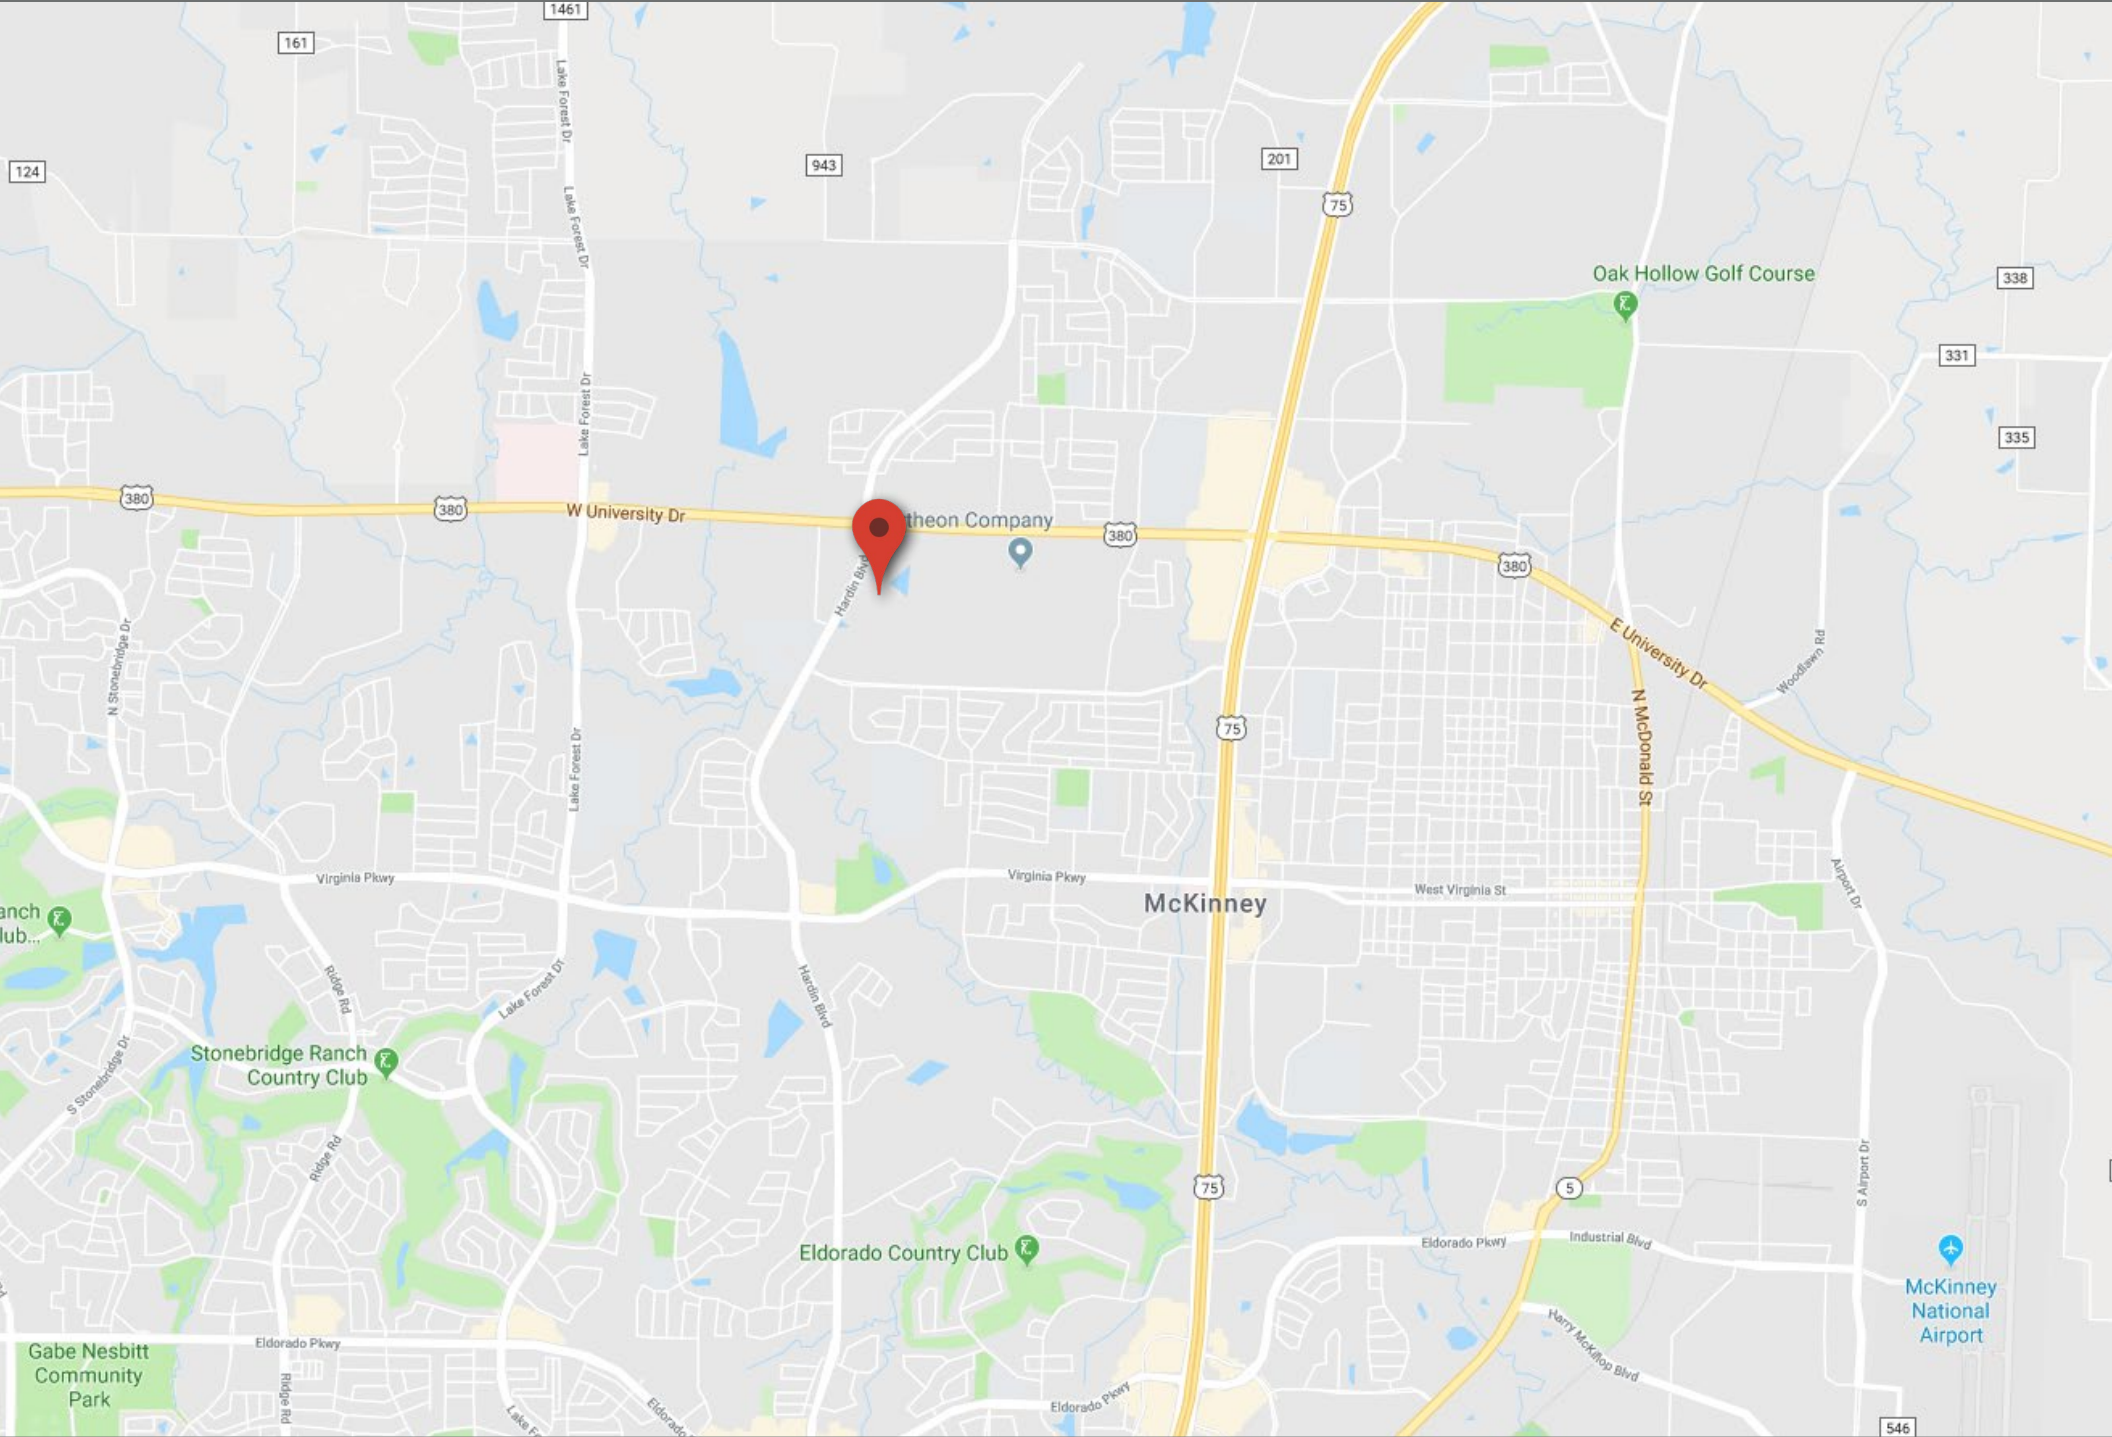 1461
161
Lake Forest Dr
124
943
201
Lake Forest Dr
75
Oak Hollow Golf Course
338
331
Lake Forest Dr
335
380
380
W University Dr
theon Company
380
380
Hardin Blvd
E University Dr
Woodlawn Rd
N Stonebridge Dr
N McDonald St
75
Lake Forest Dr
Virginia Pkwy
Virginia Pkwy
West Virginia St
McKinney
Airport Dr
anch
lub...
Ridge Rd
Lake Forest Dr
Hardin Blvd
Stonebridge Ranch
Country Club
S Stonebridge Dr
Ridge Rd
75
5
S Airport Dr
Eldorado Country Club
Eldorado Pkwy
Industrial Blvd
McKinney
National
Airport
Harry McKillop Blvd
Eldorado Pkwy
Gabe Nesbitt
Community
Park
Ridge Rd
Lake Fo
Eldorado
Eldorado Pkwy
546